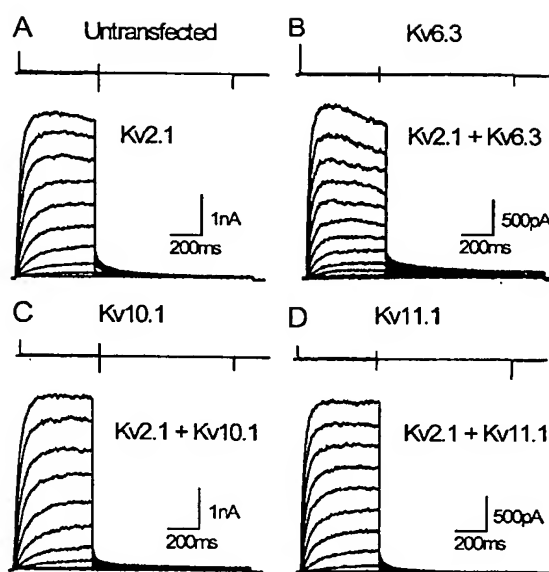 A Untransfected
Kv2.1
1nA
200ms
B Kv6.3
Kv2.1 + Kv6.3
500pA
200ms
C Kv10.1
Kv2.1 + Kv10.1
1nA
200ms
D Kv11.1
Kv2.1 + Kv11.1
500pA
200ms